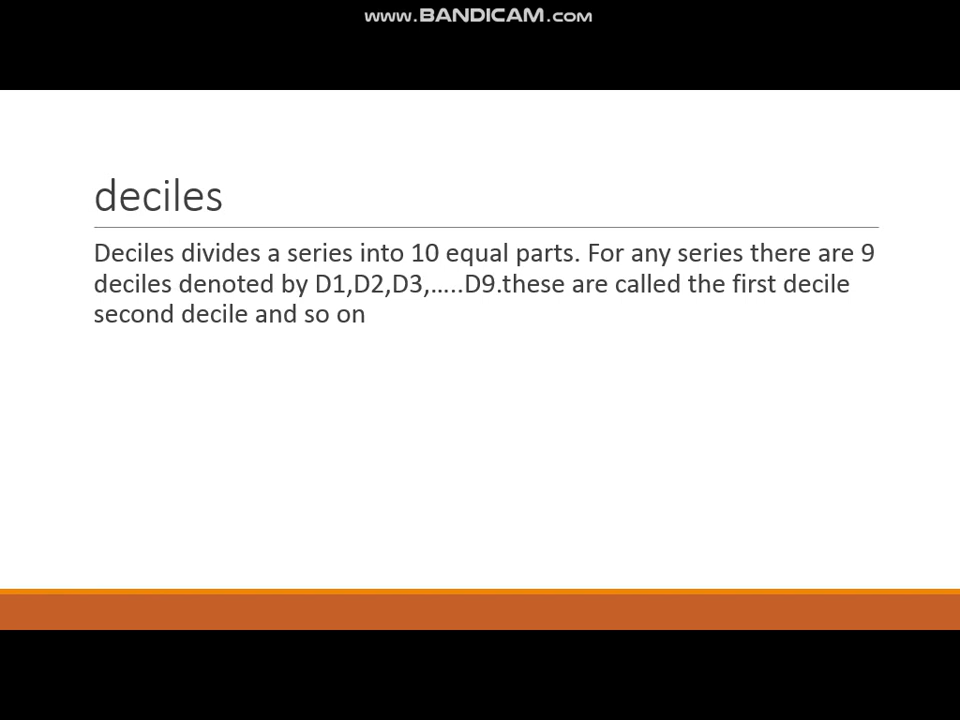 www.BANDICAM.com
deciles
Deciles divides a series into 10 equal parts. For any series there are 9
deciles denoted by D1,D2,D3,…..D9.these are called the first decile
second decile and so on